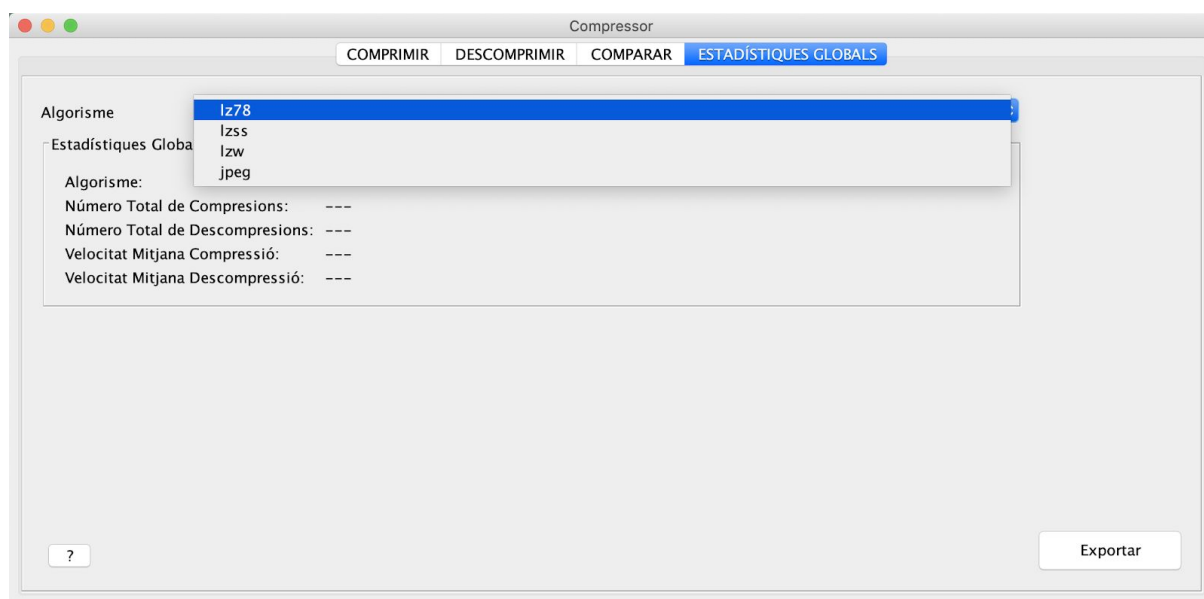 Compressor
COMPRIMIR DESCOMPRIMIR COMPARAR ESTADÍSTIQUES GLOBALS
Algorisme
lz78
lzss
lzw
jpeg
Estadístiques Globa
Algorisme:
Número Total de Compresions: ---
Número Total de Descompresions: ---
Velocitat Mitjana Compressió: ---
Velocitat Mitjana Descompressió: ---
?
Exportar